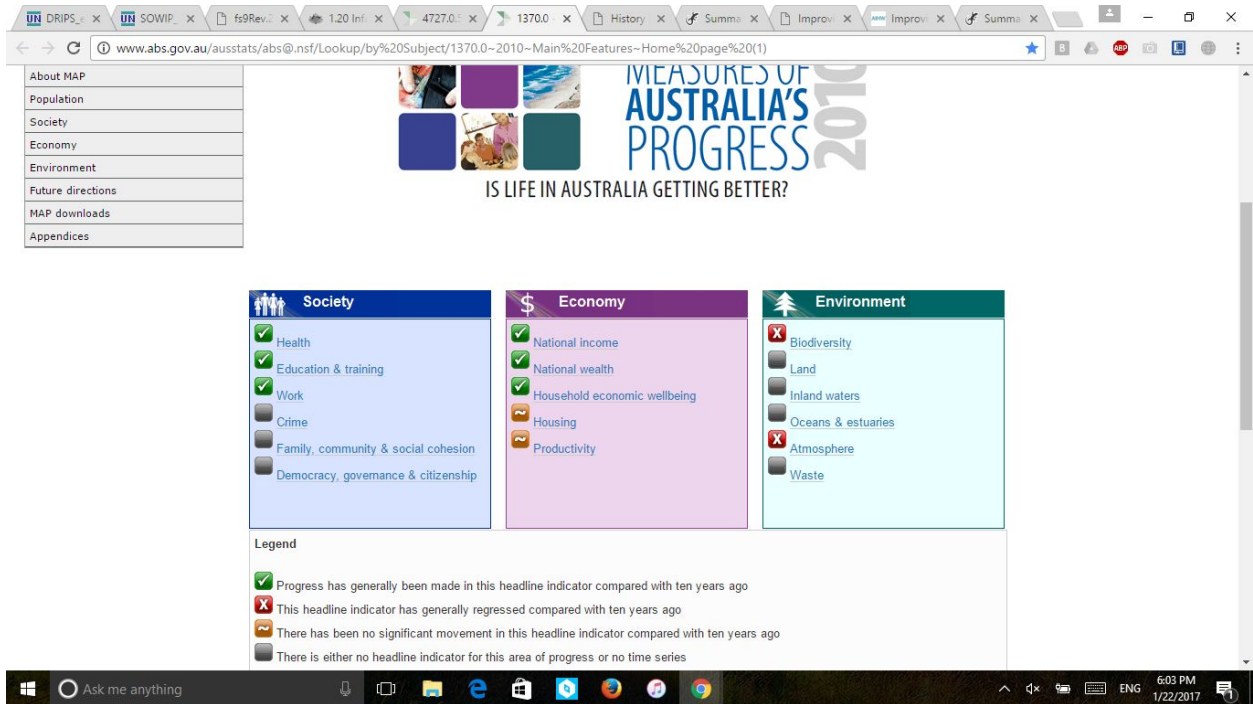 DRIPS_e
SOWIP_
fs9Rev.2
1.20 Inf
4727.0.5
1370.0 -
History
Summa
Improvi
Improvi
Summa
www.abs.gov.au/ausstats/abs@.nsf/Lookup/by%20Subject/1370.0~2010~Main%20Features~Home%20page%20(1)
About MAP
Population
Society
Economy
Environment
Future directions
MAP downloads
Appendices
MEASURES OF
AUSTRALIA'S
PROGRESS
2010
IS LIFE IN AUSTRALIA GETTING BETTER?
Society
Health
Education & training
Work
Crime
Family, community & social cohesion
Democracy, governance & citizenship
$ Economy
National income
National wealth
Household economic wellbeing
Housing
Productivity
Environment
Biodiversity
Land
Inland waters
Oceans & estuaries
Atmosphere
Waste
Legend
Progress has generally been made in this headline indicator compared with ten years ago
This headline indicator has generally regressed compared with ten years ago
There has been no significant movement in this headline indicator compared with ten years ago
There is either no headline indicator for this area of progress or no time series
Ask me anything
ENG
6:03 PM
1/22/2017